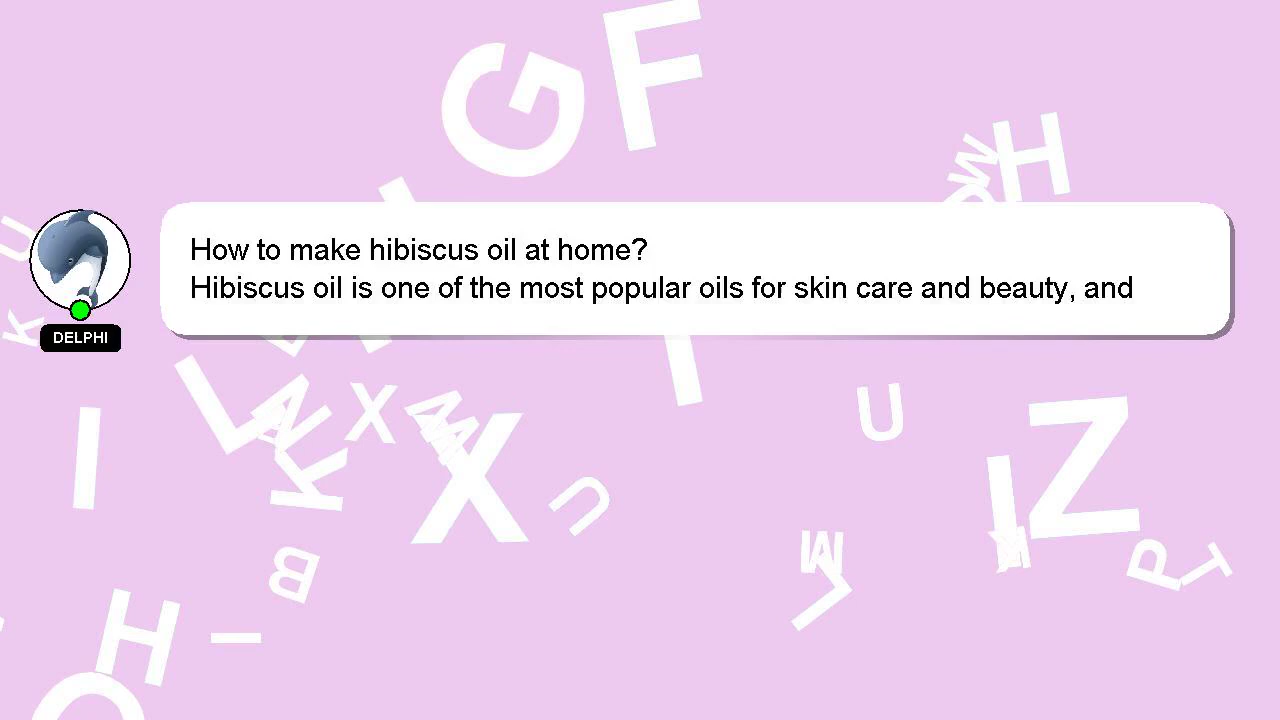 How to make hibiscus oil at home?
Hibiscus oil is one of the most popular oils for skin care and beauty, and
DELPHI
G
F
H
W
U
K
L
X
X
U
U
Z
I
I
K
B
H
I
M
P
T